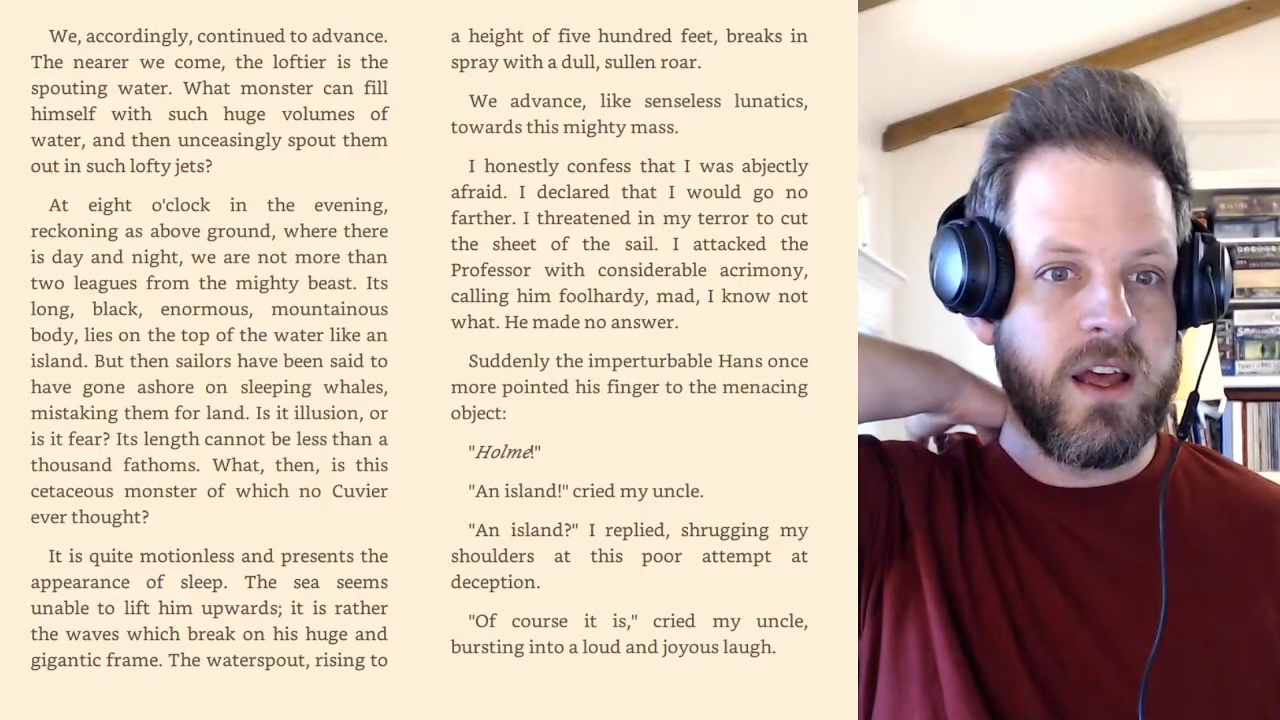 We, accordingly, continued to advance.
The nearer we come, the loftier is the
spouting water. What monster can fill
himself with such huge volumes of
water, and then unceasingly spout them
out in such lofty jets?
At eight o'clock in the evening,
reckoning as above ground, where there
is day and night, we are not more than
two leagues from the mighty beast. Its
long, black, enormous, mountainous
body, lies on the top of the water like an
island. But then sailors have been said to
have gone ashore on sleeping whales,
mistaking them for land. Is it illusion, or
is it fear? Its length cannot be less than a
thousand fathoms. What, then, is this
cetaceous monster of which no Cuvier
ever thought?
It is quite motionless and presents the
appearance of sleep. The sea seems
unable to lift him upwards; it is rather
the waves which break on his huge and
gigantic frame. The waterspout, rising to
a height of five hundred feet, breaks in
spray with a dull, sullen roar.
We advance, like senseless lunatics,
towards this mighty mass.
I honestly confess that I was abjectly
afraid. I declared that I would go no
farther. I threatened in my terror to cut
the sheet of the sail. I attacked the
Professor with considerable acrimony,
calling him foolhardy, mad, I know not
what. He made no answer.
Suddenly the imperturbable Hans once
more pointed his finger to the menacing
object:
"Holme!"
"An island!" cried my uncle.
"An island?" I replied, shrugging my
shoulders at this poor attempt at
deception.
"Of course it is," cried my uncle,
bursting into a loud and joyous laugh.